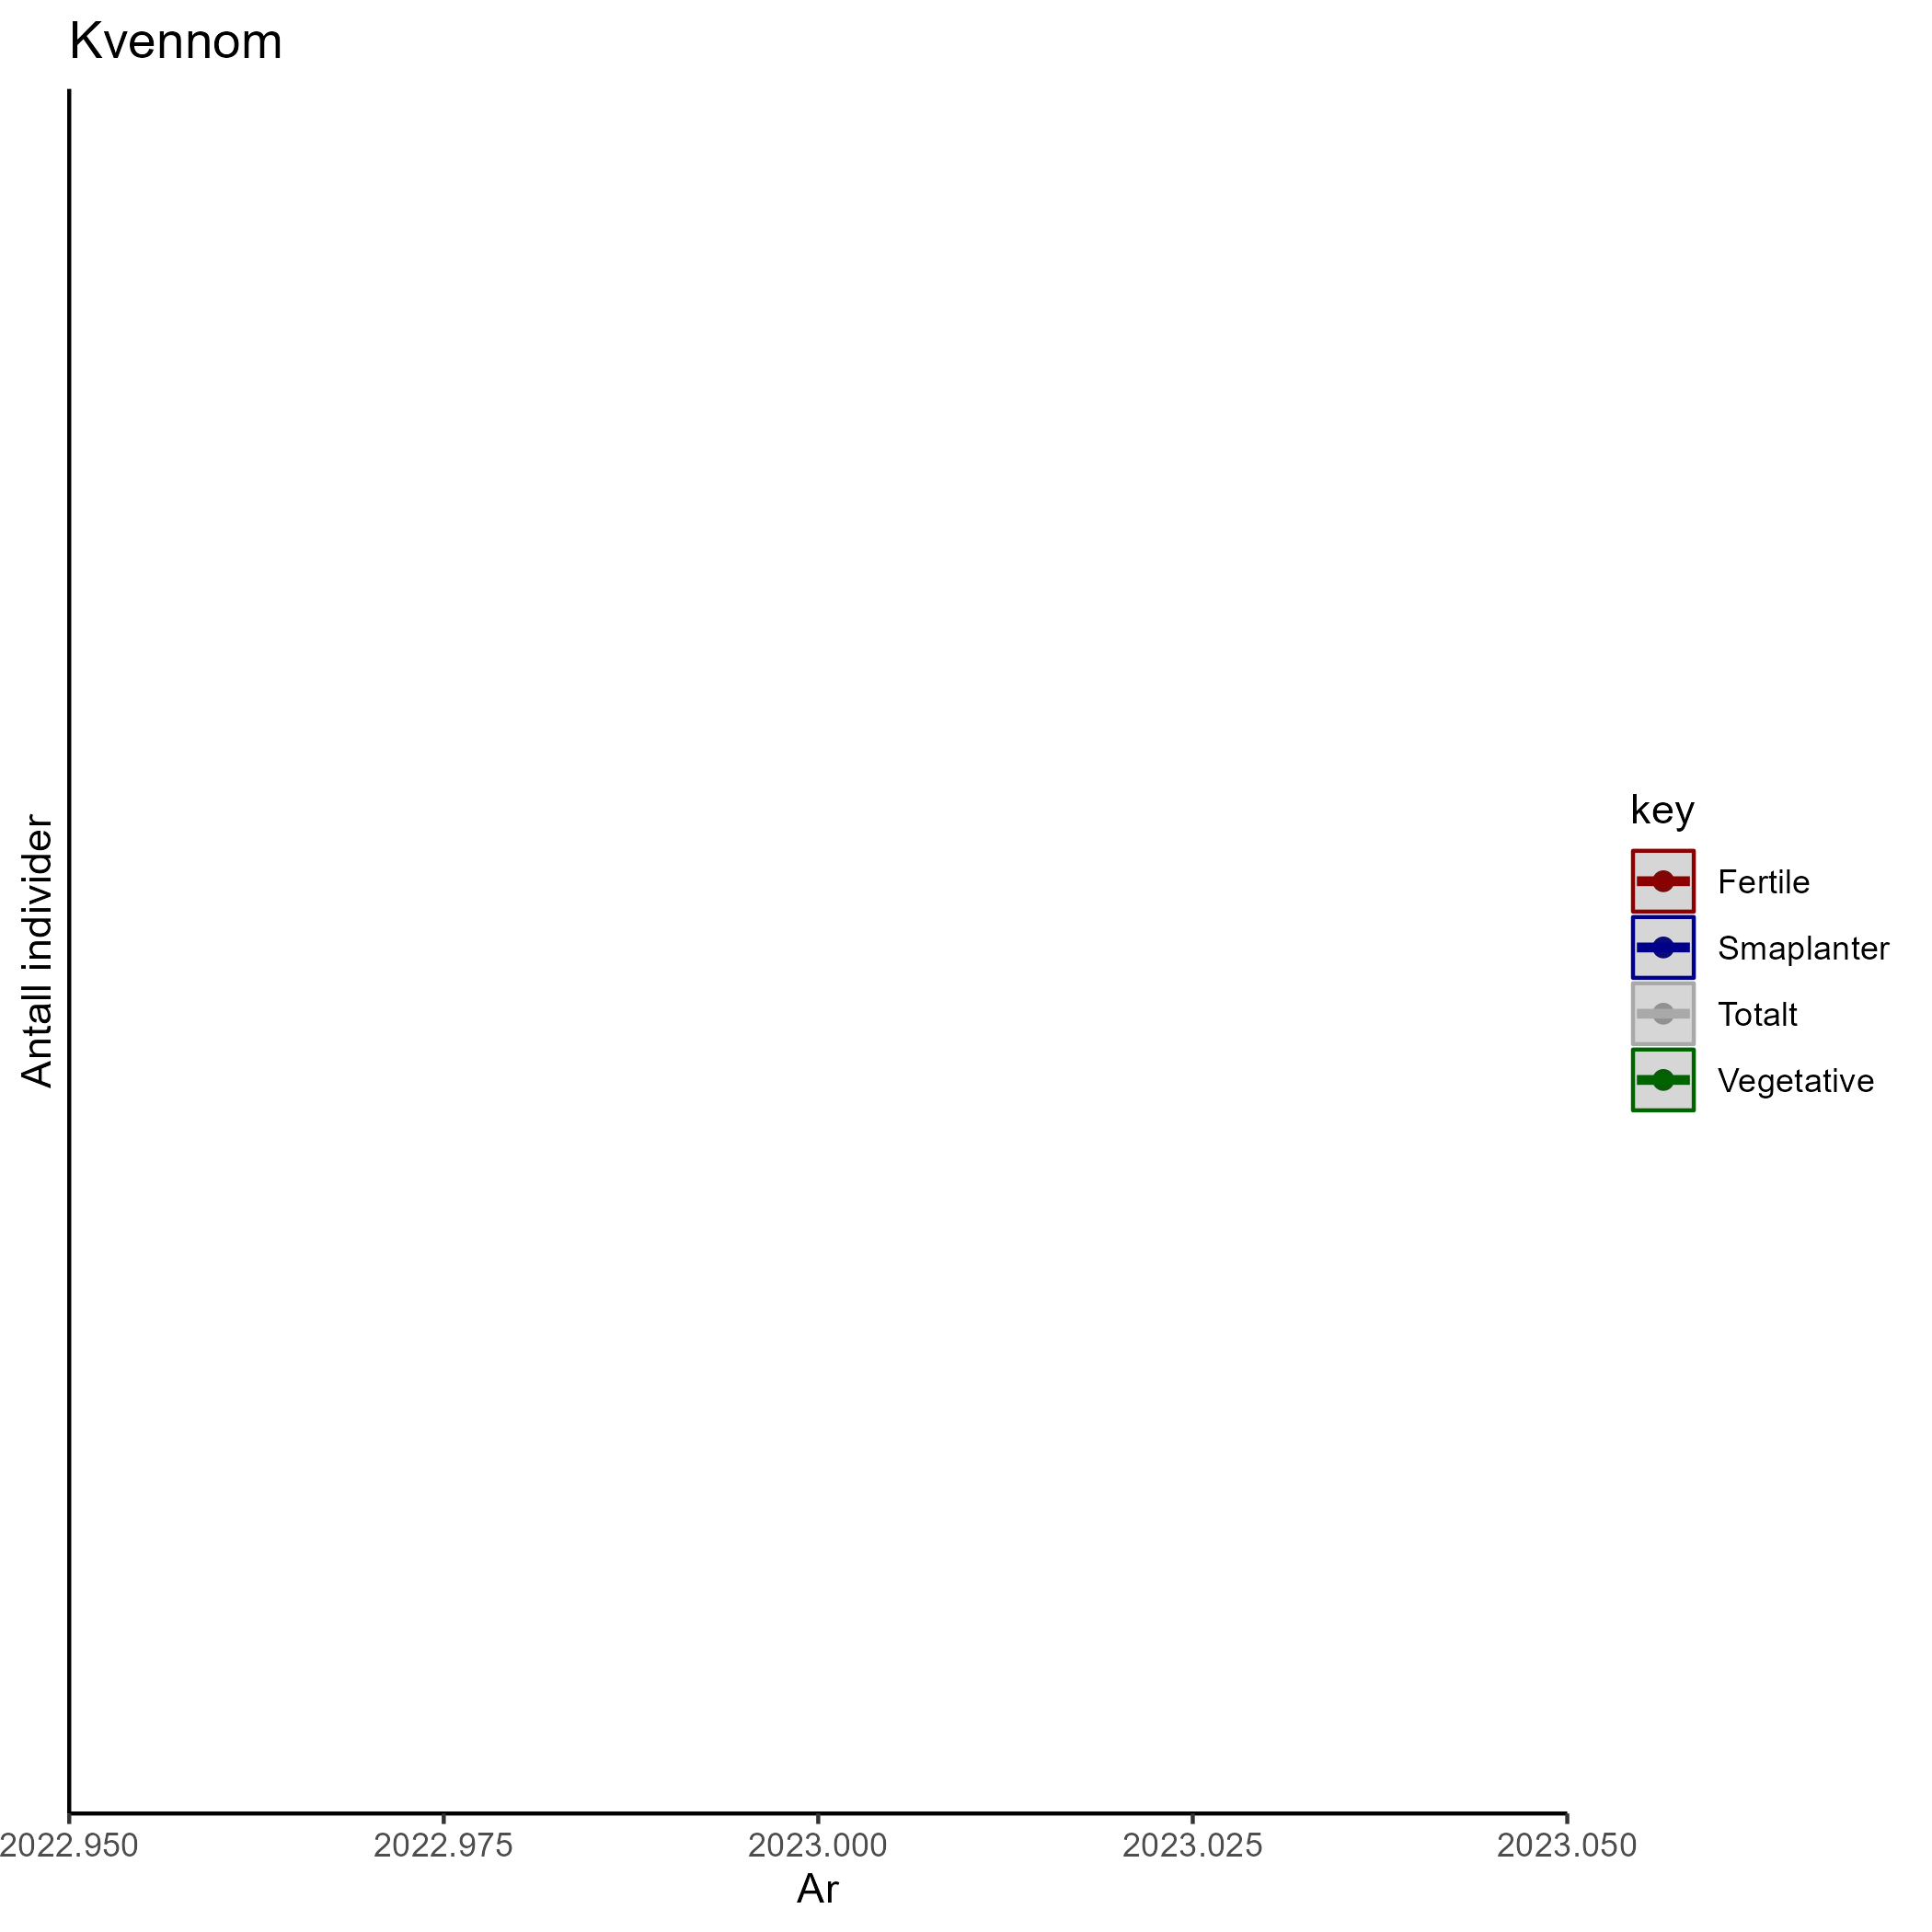 Kvennom
Antall individer
key
Fertile
Smaplanter
Totalt
Vegetative
2022.950 2022.975 2023.000 2023.025 2023.050
Ar